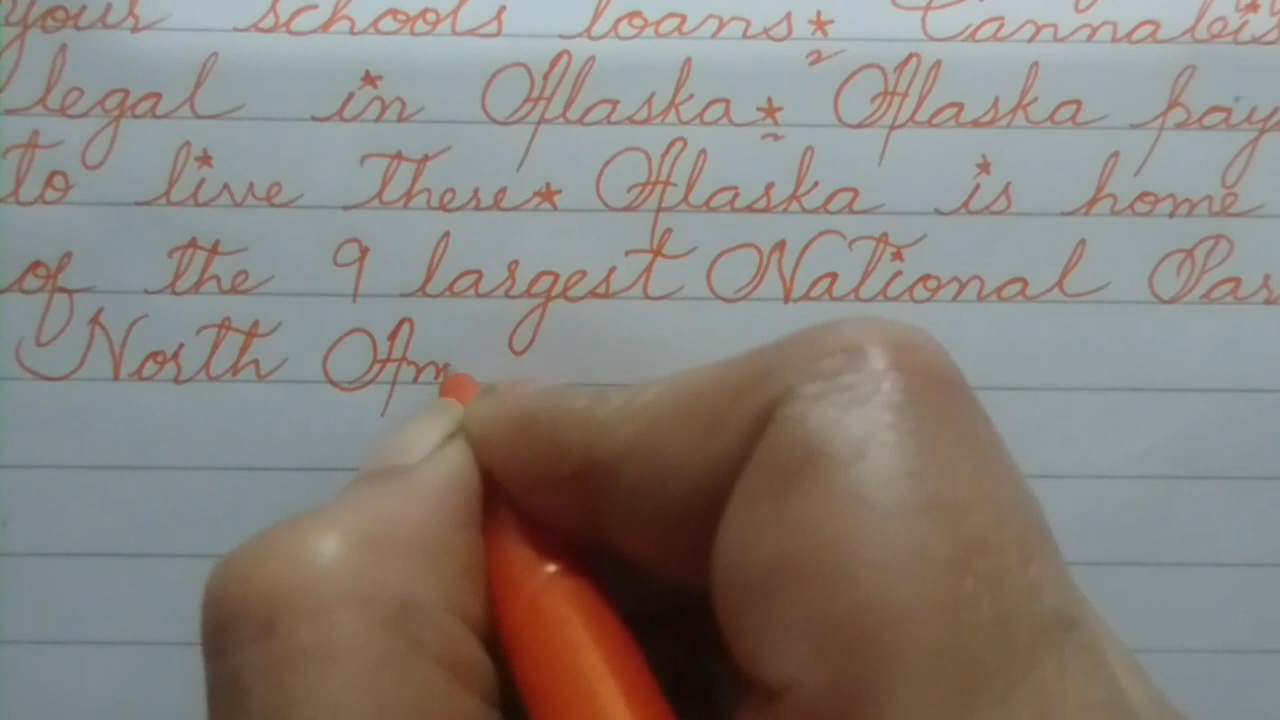 your schools loans* Cannabis
legal in Alaska* Alaska pay
to live there* Alaska is home
of the 9 largest National Par
North Am